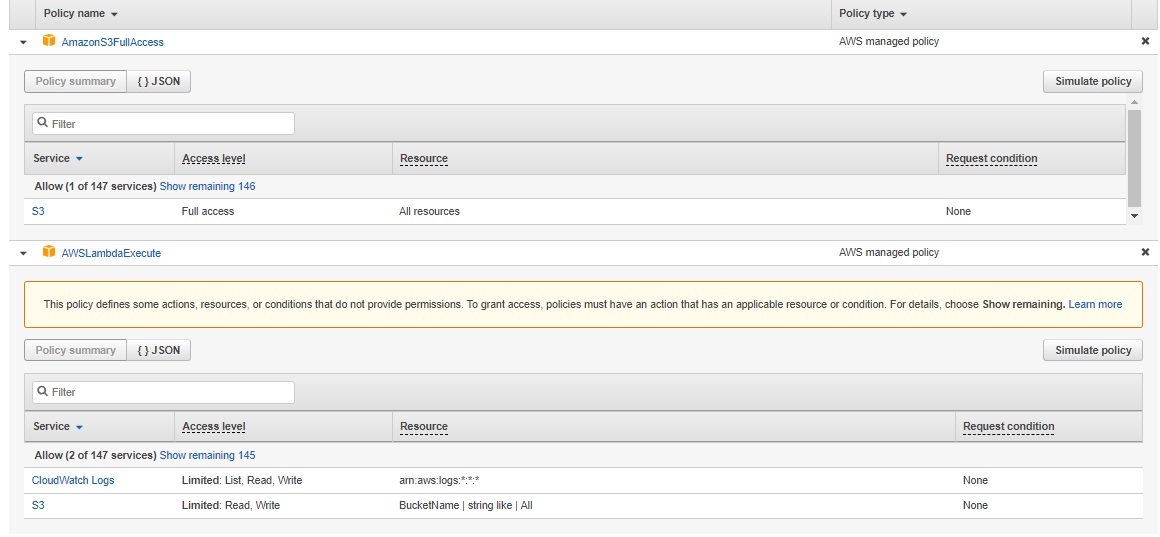 Policy name Policy type
AmazonS3FullAccess AWS managed policy
Policy summary { } JSON Simulate policy
Filter
Service Access level Resource Request condition
Allow (1 of 147 services) Show remaining 146
S3 Full access All resources None
AWSLambdaExecute AWS managed policy
This policy defines some actions, resources, or conditions that do not provide permissions. To grant access, policies must have an action that has an applicable resource or condition. For details, choose Show remaining. Learn more
Policy summary { } JSON Simulate policy
Filter
Service Access level Resource Request condition
Allow (2 of 147 services) Show remaining 145
CloudWatch Logs Limited: List, Read, Write arn:aws:logs:*:*:* None
S3 Limited: Read, Write BucketName | string like | All None